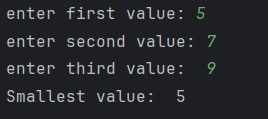 enter first value: 5
enter second value: 7
enter third value:  9
Smallest value:  5